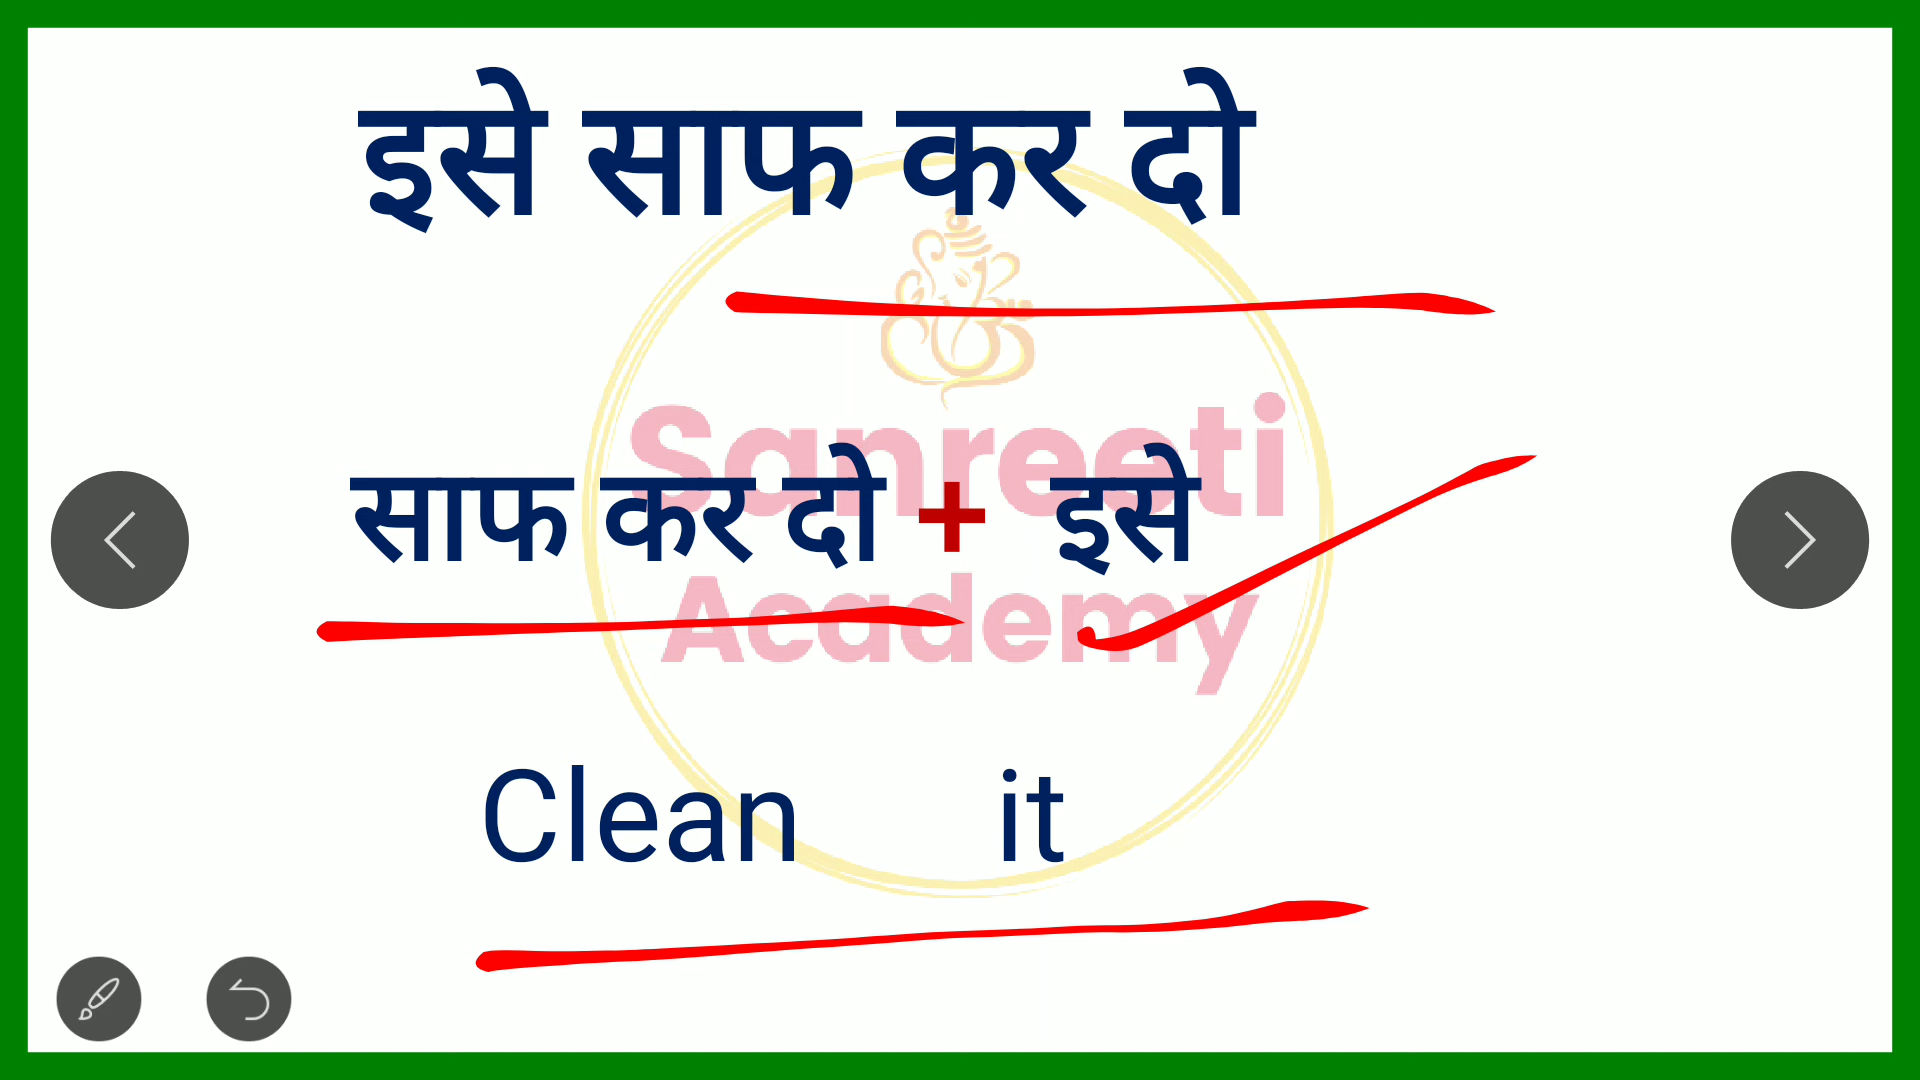 इसे साफ कर दो
Sanreeti
साफ कर दो + इसे
Academy
Clean it